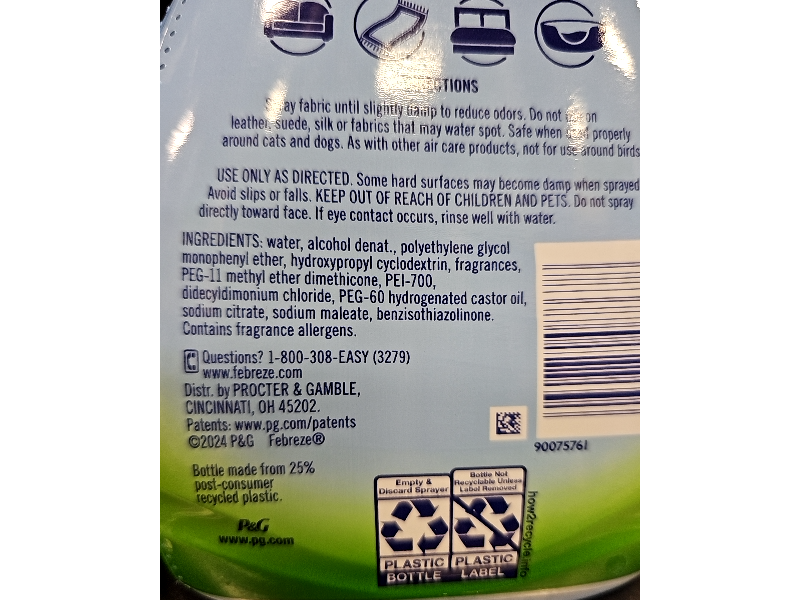 DIRECTIONS
Spray fabric until slightly damp to reduce odors. Do not use on
leather, suede, silk or fabrics that may water spot. Safe when used properly
around cats and dogs. As with other air care products, not for use around birds
USE ONLY AS DIRECTED. Some hard surfaces may become damp when sprayed
Avoid slips or falls. KEEP OUT OF REACH OF CHILDREN AND PETS. Do not spray
directly toward face. If eye contact occurs, rinse well with water.
INGREDIENTS: water, alcohol denat., polyethylene glycol
monophenyl ether, hydroxypropyl cyclodextrin, fragrances,
PEG-11 methyl ether dimethicone, PEI-700,
didecyldimonium chloride, PEG-60 hydrogenated castor oil,
sodium citrate, sodium maleate, benzisothiazolinone.
Contains fragrance allergens.
Questions? 1-800-308-EASY (3279)
www.febreze.com
Distr. by PROCTER & GAMBLE,
CINCINNATI, OH 45202.
Patents: www.pg.com/patents
©2024 P&G Febreze®
90075761
Bottle made from 25%
post-consumer
recycled plastic.
P&G
www.pg.com
Empty &
Discard Sprayer
PLASTIC
BOTTLE
Bottle Not
Recyclable Unless
Label Removed
PLASTIC
LABEL
how2recycle.info